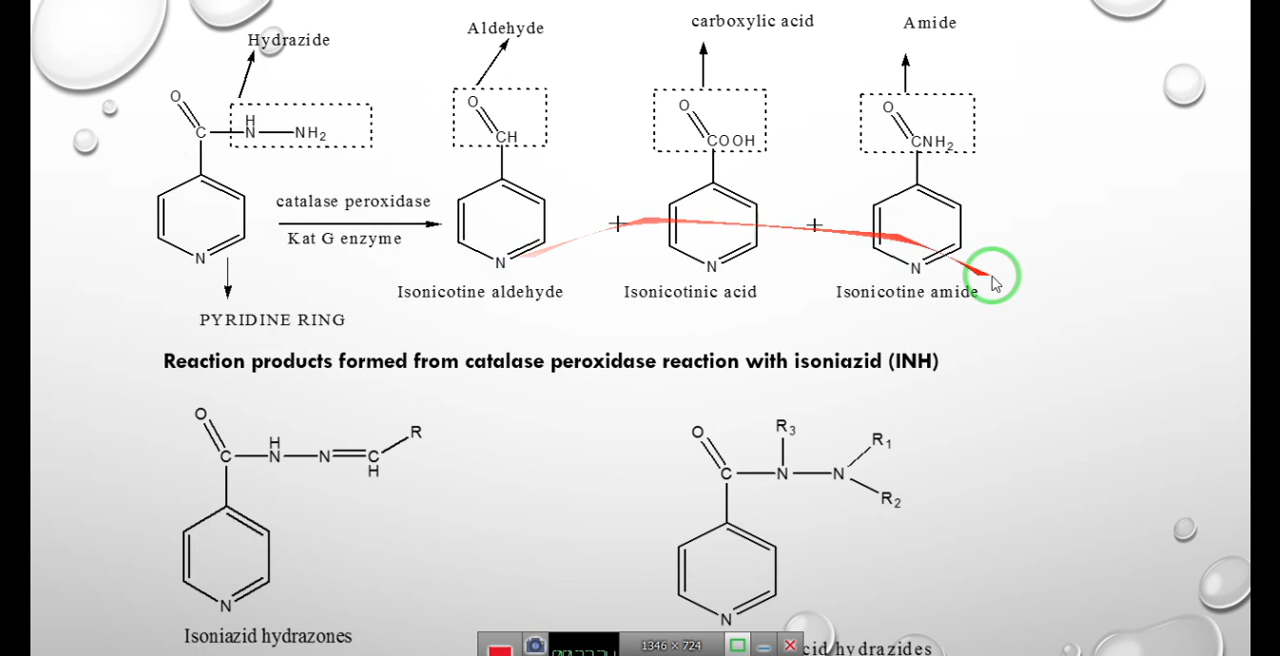 Hydrazide
Aldehyde
carboxylic acid
Amide
O
H
C
N
NH2
O
CH
O
COOH
O
CNH2
N
N
N
N
catalase peroxidase
Kat G enzyme
+
+
Isonicotine aldehyde
Isonicotinic acid
Isonicotine amide
PYRIDINE RING
Reaction products formed from catalase peroxidase reaction with isoniazid (INH)
O
C
H
N
N
C
H
R
N
Isoniazid hydrazones
O
C
R3
N
N
R1
R2
N
cid hydrazides
1346 × 724